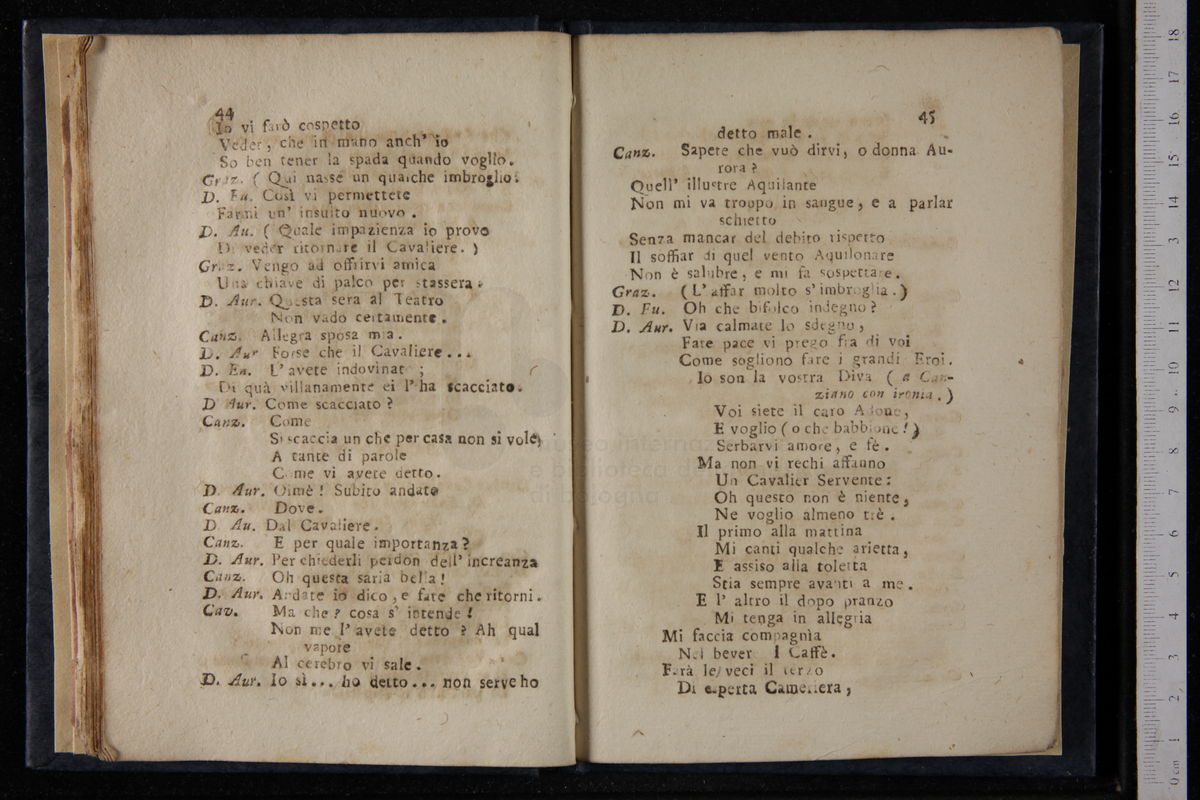 44
Io vi farò cospetto
Veder, che in mano anch' io
So ben tener la spada quando voglio.
Graz. ( Qui nasse un qualche imbroglio:
D. Fu. Così vi permettete
Farmi un' insulto nuovo .
D. Au. ( Quale impazienza io provo
Di veder ritornare il Cavaliere. )
Graz. Vengo ad offrirvi amica
Una chiave di palco per stassera.
D. Aur. Questa sera al Teatro
Non vado certamente .
Canz. Allegra sposa mia .
D. Aur Forse che il Cavaliere ...
D. Fu. L' avete indovinat ;
Di quà villanamente ei l' ha scacciato.
D Aur. Come scacciato ?
Canz. Come
Si scaccia un che per casa non si vole,
A tante di parole
C me vi avete detto.
D. Aur. Oimè ! Subito andate
Canz. Dove .
D. Au. Dal Cavaliere .
Canz. E per quale importanza ?
D. Aur. Per chiederli perdon dell' increanza
Canz. Oh questa saria bella !
D. Aur. Andate io dico , e fate che ritorni .
Cav. Ma che ? cosa s' intende !
Non me l' avete detto ? Ah qual
vapore
Al cerebro vi sale .
D. Aur. Io sì ... ho detto ... non serve ho
45
detto male .
Canz. Sapete che vuò dirvi, o donna Au-
rora ?
Quell' illustre Aquilante
Non mi va troppo in sangue, e a parlar
schietto
Senza mancar del debito rispetto
Il soffiar di quel vento Aquilonare
Non è salubre, e mi fa sospettare .
Graz. ( L' affar molto s' imbroglia . )
D. Fu. Oh che bifolco indegno ?
D. Aur. Via calmate lo sdegno ,
Fate pace vi prego fra di voi
Come sogliono fare i grandi Eroi .
Io son la vostra Diva ( a Can-
ziano con ironia . )
Voi siete il caro Adone,
E voglio ( o che babbione ! )
Serbarvi amore, e fè .
Ma non vi rechi affanno
Un Cavalier Servente :
Oh questo non è niente ,
Ne voglio almeno trè .
Il primo alla mattina
Mi canti qualche arietta ,
E assiso alla toletta
Stia sempre avanti a me .
E l' altro il dopo pranzo
Mi tenga in allegria
Mi faccia compagnìa
Nel bever l Caffè .
Farà le veci il terzo
Di esperta Cameriera ,